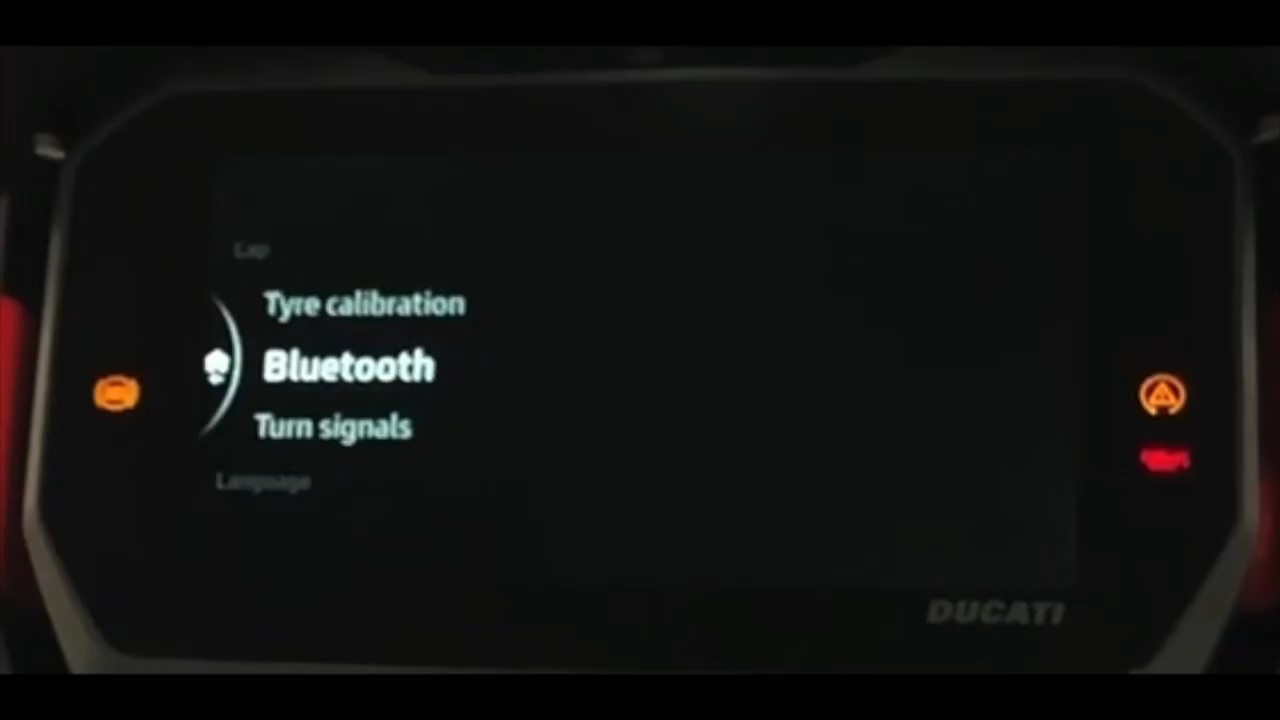 Lap
Tyre calibration
Bluetooth
Turn signals
Language
DUCATI